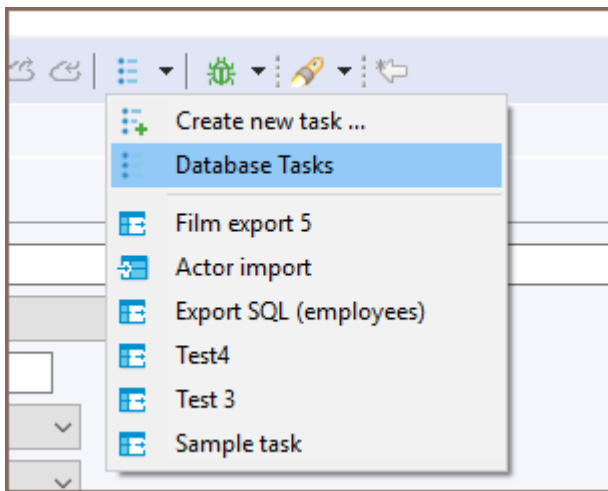 Create new task ...
Database Tasks
Film export 5
Actor import
Export SQL (employees)
Test4
Test 3
Sample task